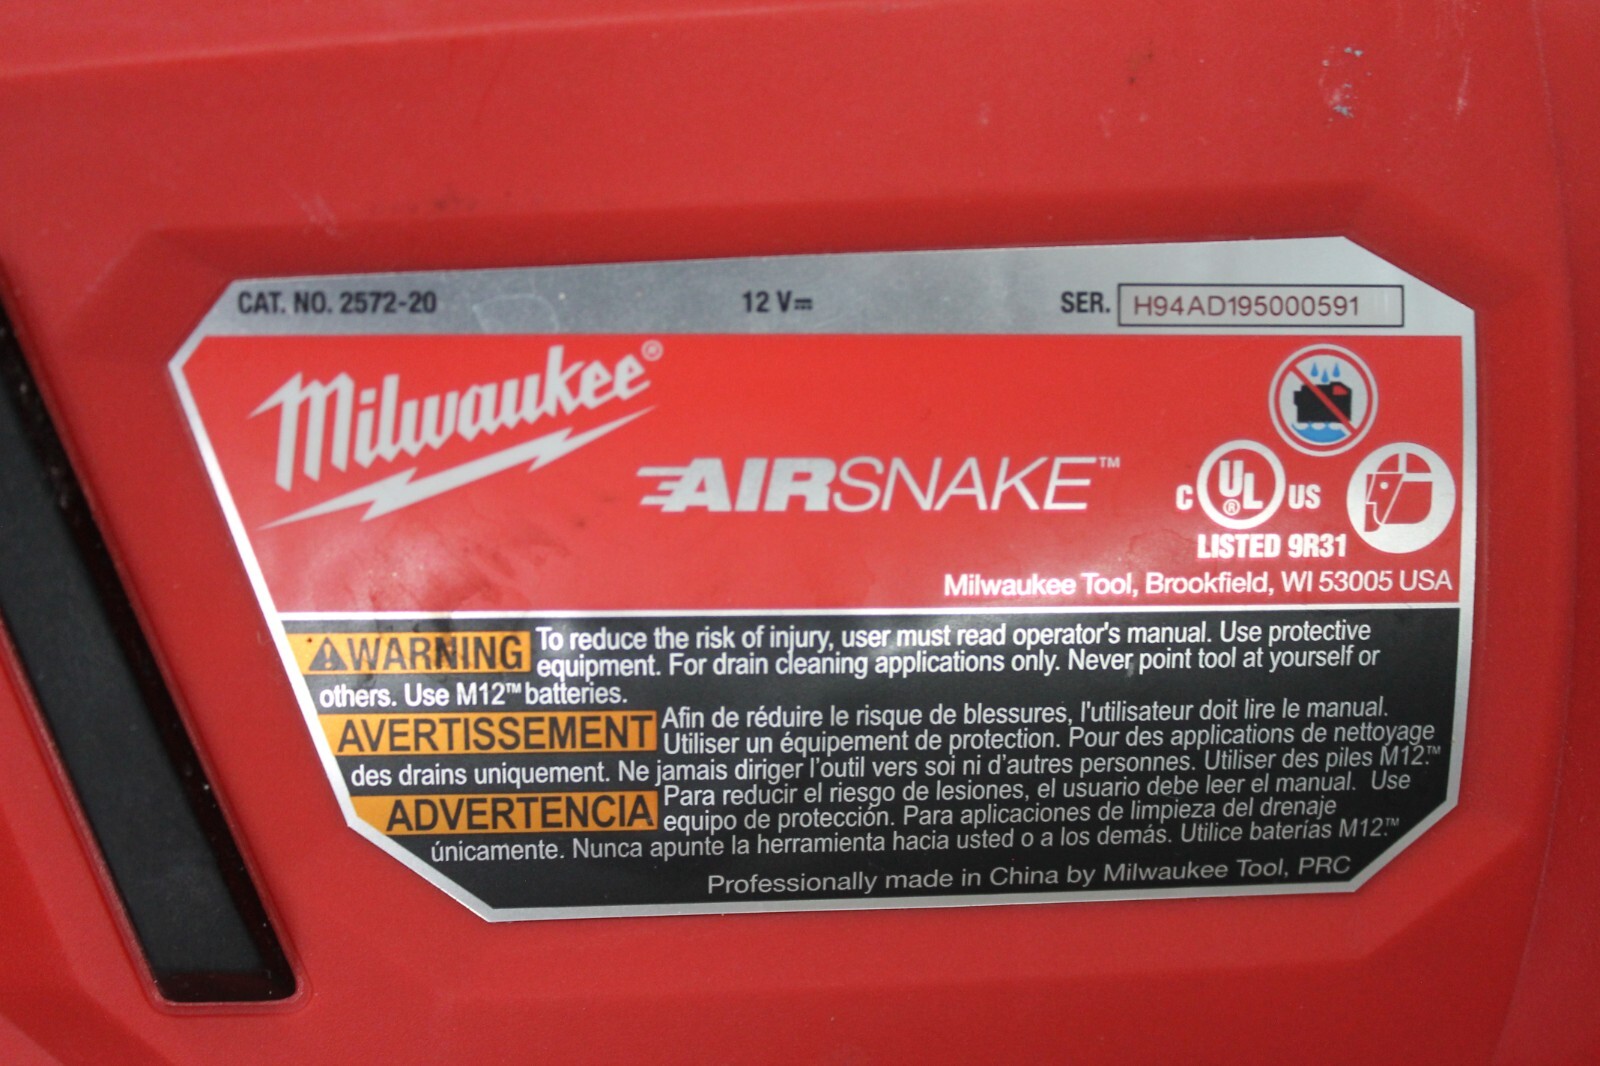 CAT. NO. 2572-20 12 V⎓ SER. H94AD195000591
Milwaukee®
AIRSNAKE™
C UL® US
LISTED 9R31
Milwaukee Tool, Brookfield, WI 53005 USA
⚠WARNING To reduce the risk of injury, user must read operator's manual. Use protective
equipment. For drain cleaning applications only. Never point tool at yourself or
others. Use M12™ batteries.
AVERTISSEMENT Afin de réduire le risque de blessures, l'utilisateur doit lire le manual.
Utiliser un équipement de protection. Pour des applications de nettoyage
des drains uniquement. Ne jamais diriger l'outil vers soi ni d'autres personnes. Utiliser des piles M12.™
ADVERTENCIA Para reducir el riesgo de lesiones, el usuario debe leer el manual. Use
equipo de protección. Para aplicaciones de limpieza del drenaje
únicamente. Nunca apunte la herramienta hacia usted o a los demás. Utilice baterías M12.™
Professionally made in China by Milwaukee Tool, PRC